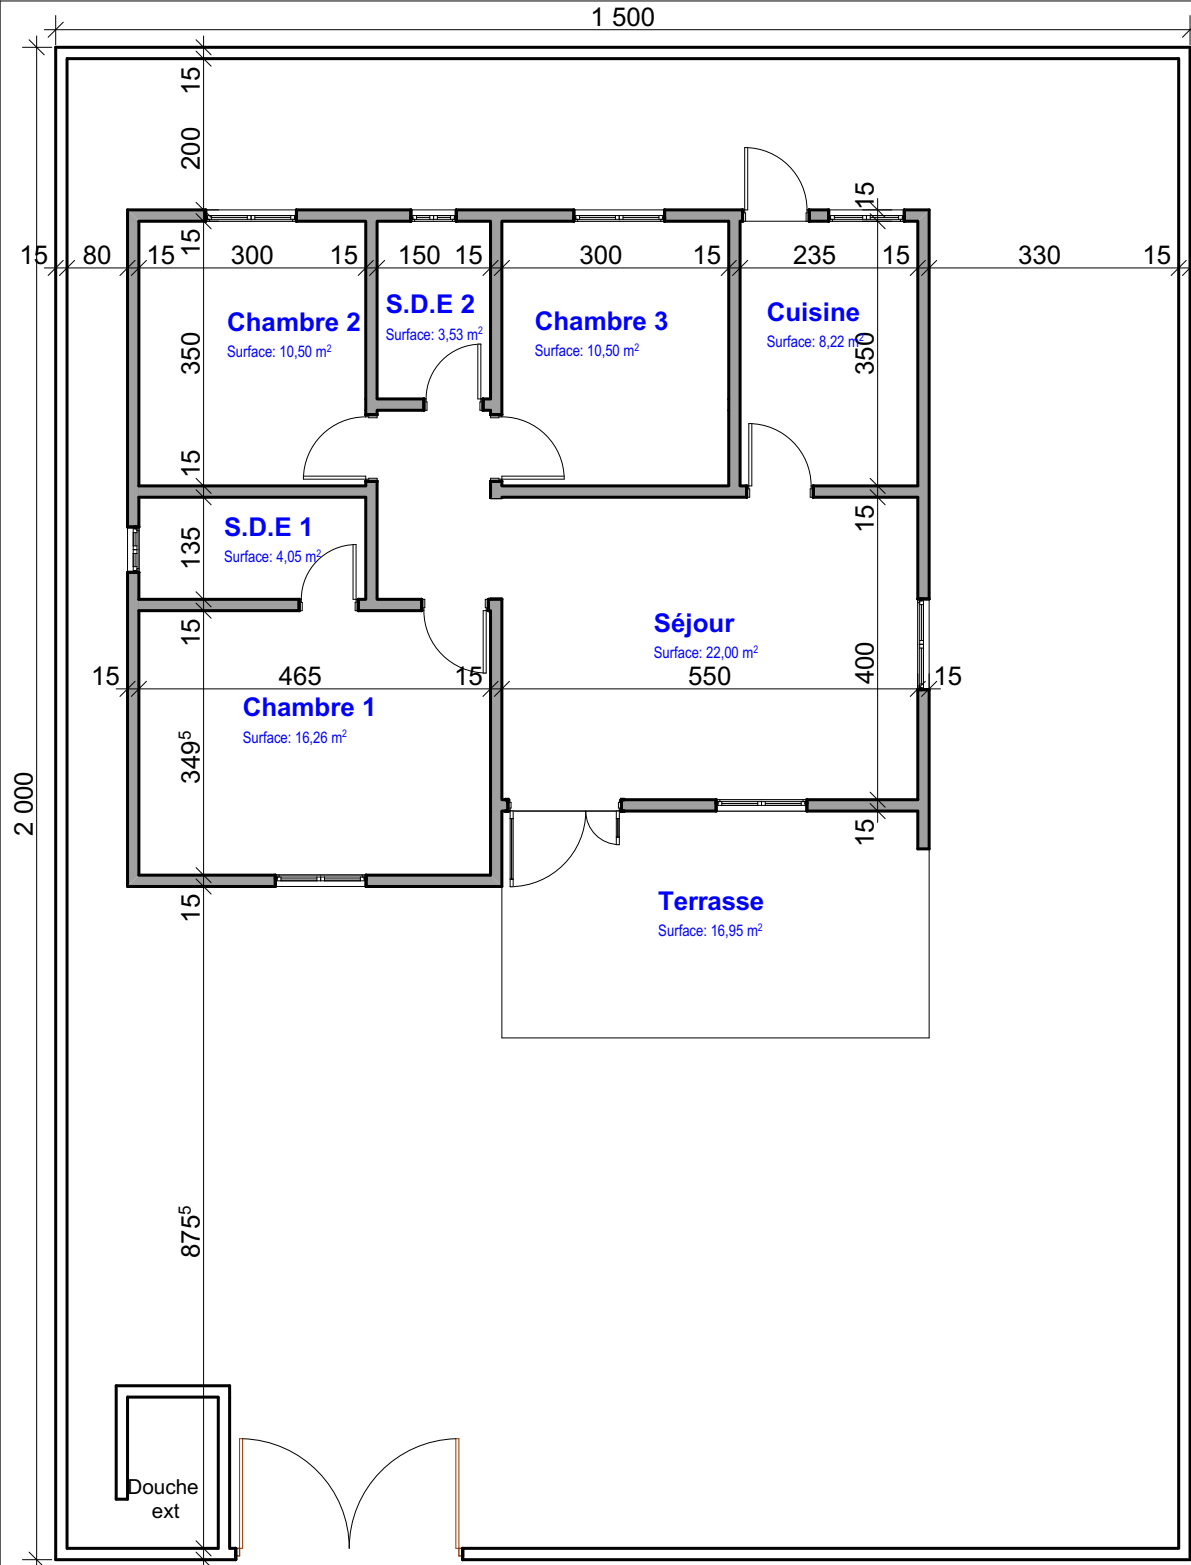 1 500
15
200
15
15
15 80 15 300 15 150 15 300 15 235 15 330 15
Chambre 2
Surface: 10,50 m²
S.D.E 2
Surface: 3,53 m²
Chambre 3
Surface: 10,50 m²
Cuisine
Surface: 8,22 m²
350
350
15
15
S.D.E 1
Surface: 4,05 m²
135
15
Séjour
Surface: 22,00 m²
400
15 465 15 550 15
Chambre 1
Surface: 16,26 m²
349⁵
2 000
15
15
Terrasse
Surface: 16,95 m²
875⁵
Douche
ext